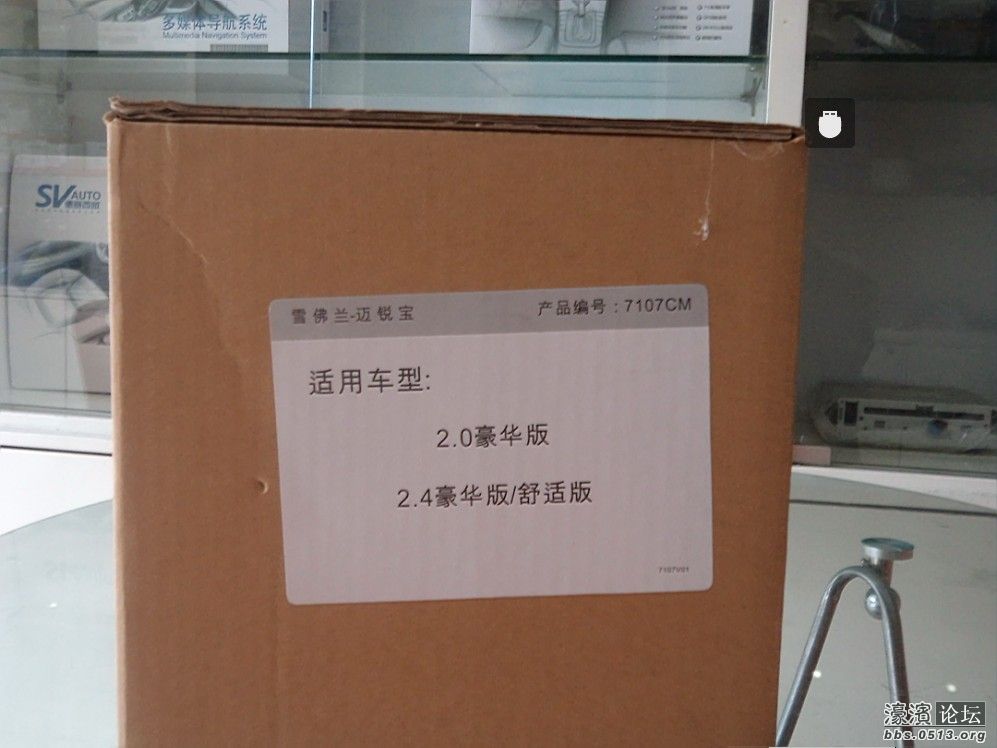 多媒体导航系统
Multimedia Navigation System
SV AUTO
雪佛兰-迈锐宝 产品编号：7107CM
适用车型:
2.0豪华版
2.4豪华版/舒适版
7107V01
濠滨论坛
bbs.0513.org